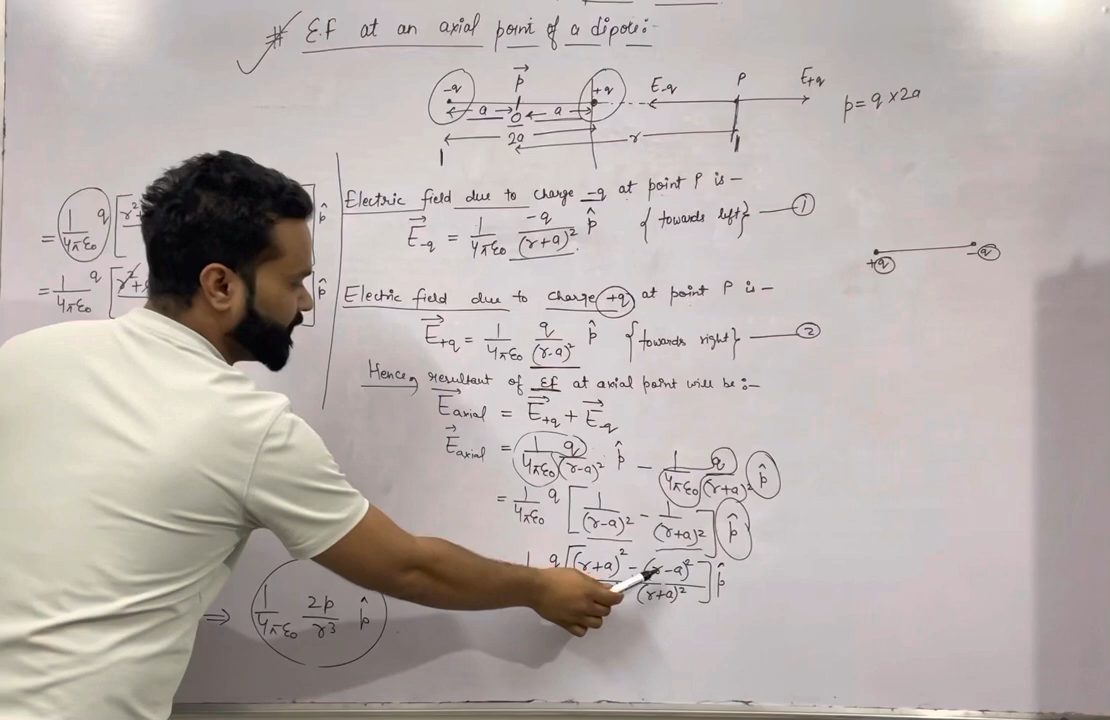 # E.F at an axial point of a dipole:-
-q p⃗ +q E-q P E+q
p = q × 2a
a O a
2a r
Electric field due to charge -q at point P is -
E⃗-q = 1/4πε₀ -q/(r+a)² p̂ {towards left} — ①
+q -q
Electric field due to charge +q at point P is -
E⃗+q = 1/4πε₀ q/(r-a)² p̂ {towards right} — ②
Hence, resultant of EF at axial point will be:-
E⃗axial = E⃗+q + E⃗-q
E⃗axial = 1/4πε₀ q/(r-a)² p̂ - 1/4πε₀ q/(r+a)² p̂
= 1/4πε₀ q [1/(r-a)² - 1/(r+a)²] p̂
q [(r+a)² - (r-a)² / (r+a)²] p̂
= 1/4πε₀ q [r² p̂
= 1/4πε₀ q [r² p̂
⇒ 1/4πε₀ 2p/r³ p̂